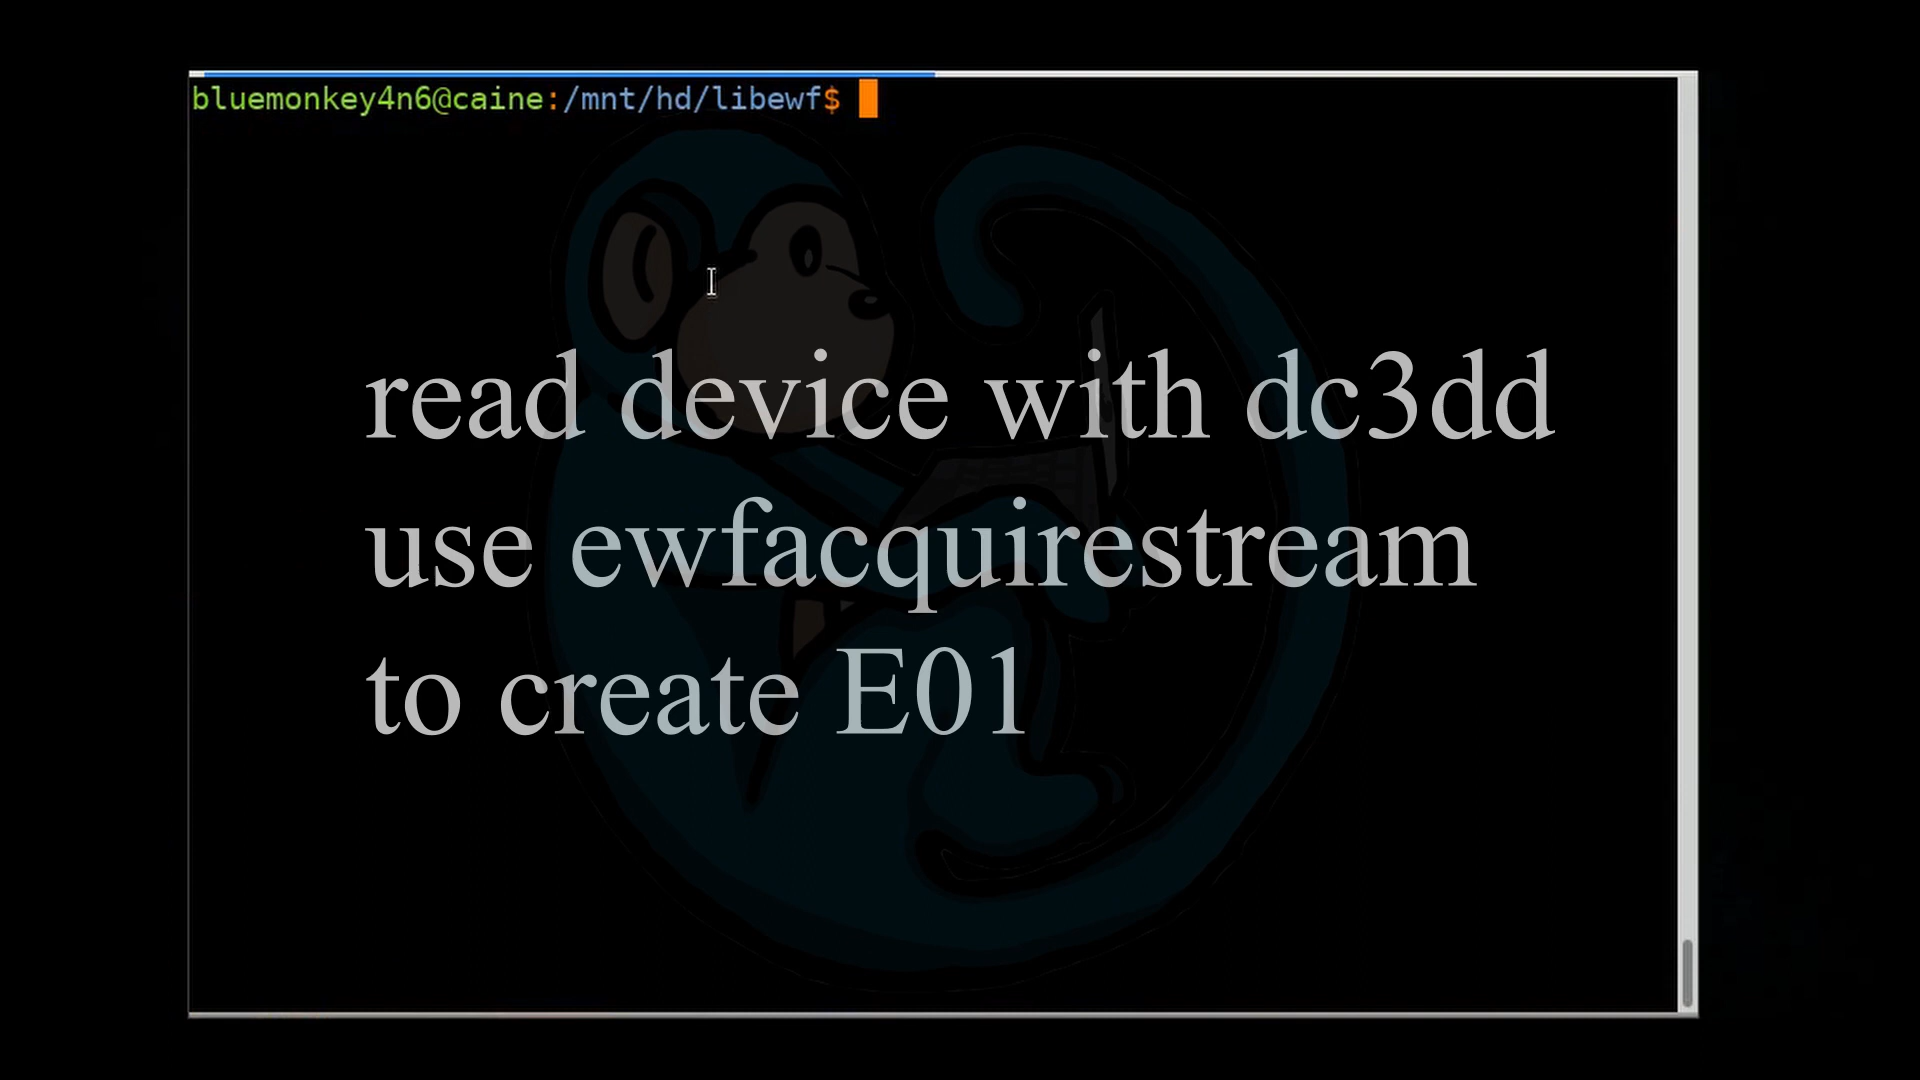 bluemonkey4n6@caine:/mnt/hd/libewf$
read device with dc3dd
use ewfacquirestream
to create E01